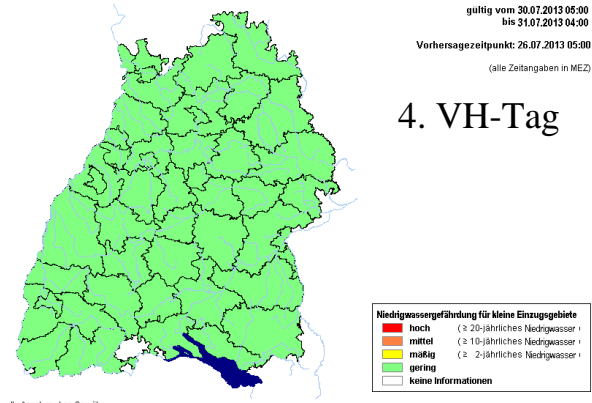 gültig vom 30.07.2013 05:00
bis 31.07.2013 04:00
Vorhersagezeitpunkt: 26.07.2013 05:00
(alle Zeitangaben in MEZ)
4. VH-Tag
Niedrigwassergefährdung für kleine Einzugsgebiete
hoch (≥ 20-jährliches Niedrigwasser
mittel (≥ 10-jährliches Niedrigwasser
mäßig (≥ 2-jährliches Niedrigwasser
gering
keine Informationen